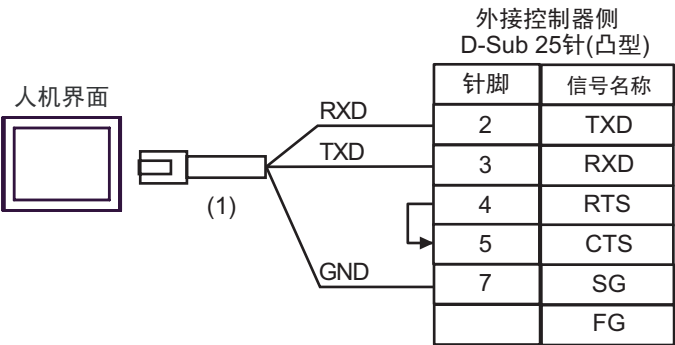 外接控制器侧
D-Sub 25针(凸型)
人机界面
针脚 信号名称
RXD 2 TXD
TXD 3 RXD
(1) 4 RTS
5 CTS
GND 7 SG
FG